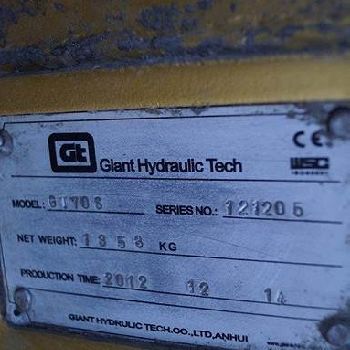 Gt Giant Hydraulic Tech CE
WSC
MODEL: GT70S SERIES NO.: 121205
NET WEIGHT: 1353 KG
PRODUCTION TIME: 2012 12 14
GIANT HYDRAULIC TECH.CO.,LTD,ANHUI